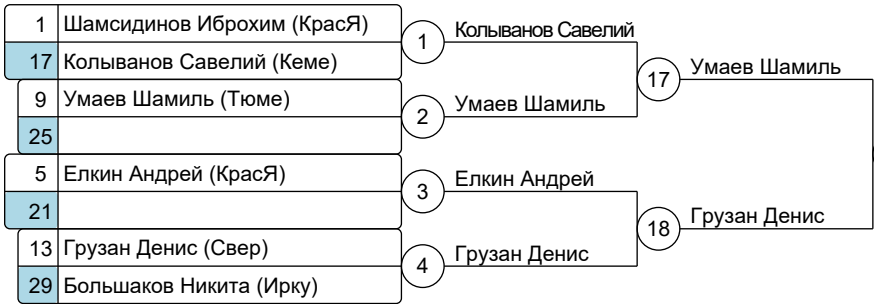 1 Шамсидинов Иброхим (КрасЯ)
17 Колыванов Савелий (Кеме)
9 Умаев Шамиль (Тюме)
25
5 Елкин Андрей (КрасЯ)
21
13 Грузан Денис (Свер)
29 Большаков Никита (Ирку)
1 Колыванов Савелий
2 Умаев Шамиль
3 Елкин Андрей
4 Грузан Денис
17 Умаев Шамиль
18 Грузан Денис